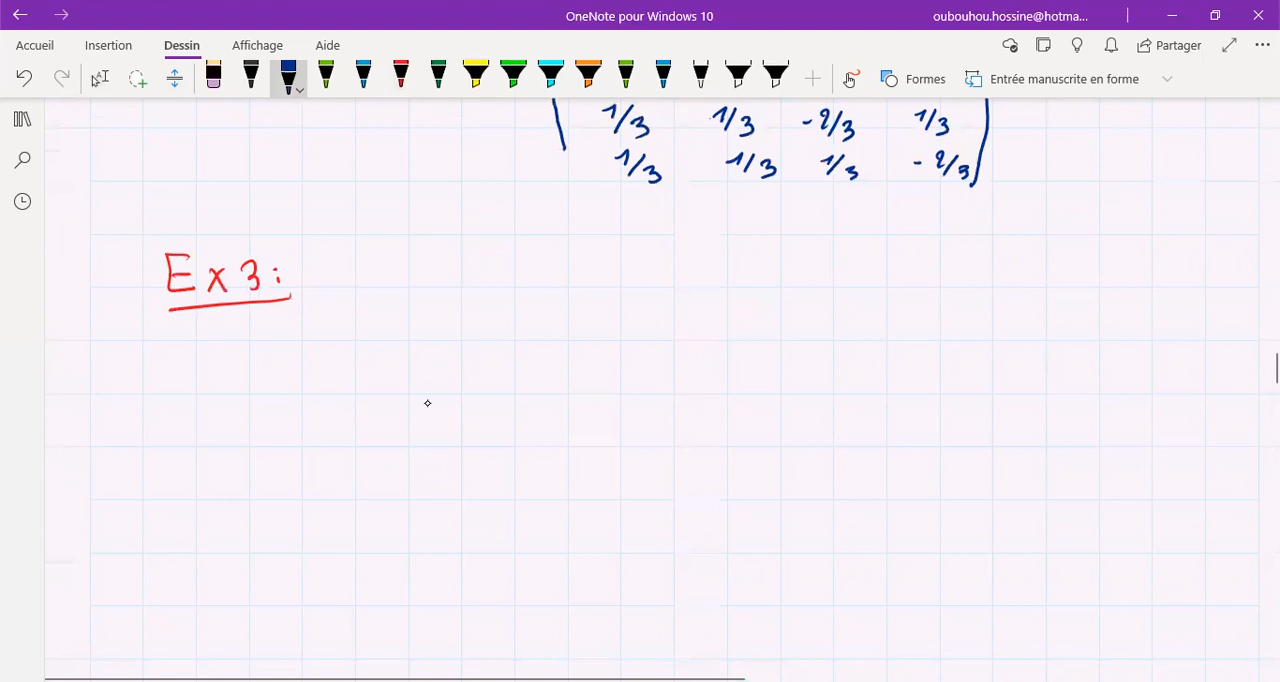 OneNote pour Windows 10
oubouhou.hossine@hotma...
Accueil Insertion Dessin Affichage Aide Partager
Formes Entrée manuscrite en forme
1/3 1/3 -2/3 1/3
1/3 1/3 1/3 -2/3
Ex 3: